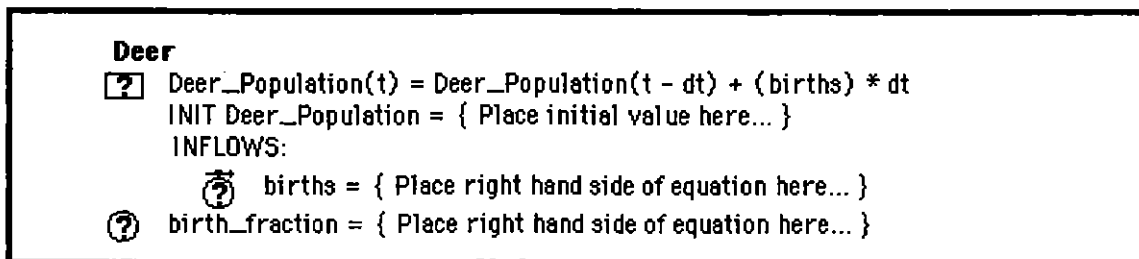 Deer
? Deer_Population(t) = Deer_Population(t - dt) + (births) * dt
INIT Deer_Population = { Place initial value here... }
INFLOWS:
? births = { Place right hand side of equation here... }
? birth_fraction = { Place right hand side of equation here... }